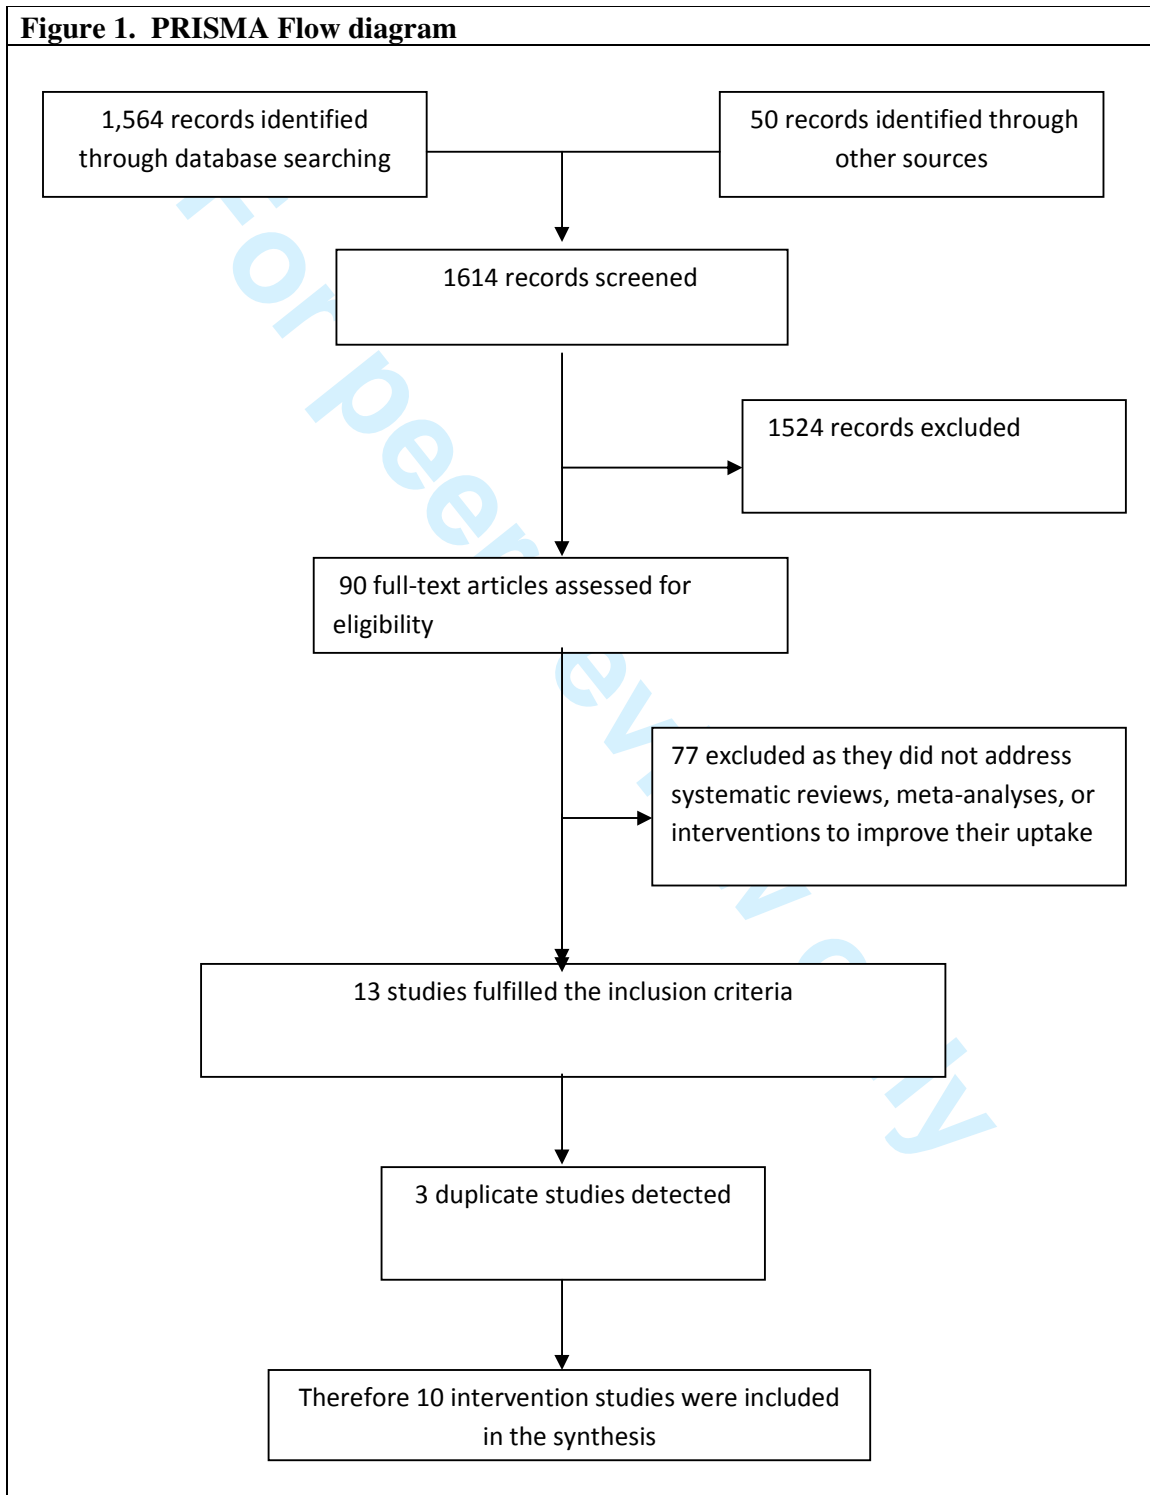 Figure 1. PRISMA Flow diagram
1,564 records identified
through database searching
50 records identified through
other sources
1614 records screened
1524 records excluded
90 full-text articles assessed for
eligibility
77 excluded as they did not address
systematic reviews, meta-analyses, or
interventions to improve their uptake
13 studies fulfilled the inclusion criteria
3 duplicate studies detected
Therefore 10 intervention studies were included
in the synthesis
For peer review only